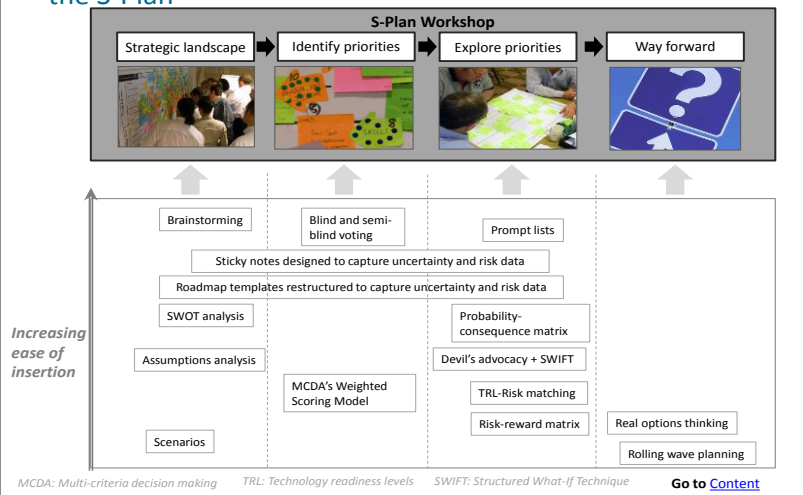 the S-Plan
S-Plan Workshop
Strategic landscape
Identify priorities
Explore priorities
Way forward
SKILLS
?
Increasing
ease of
insertion
Brainstorming
Blind and semi-
blind voting
Prompt lists
Sticky notes designed to capture uncertainty and risk data
Roadmap templates restructured to capture uncertainty and risk data
SWOT analysis
Probability-
consequence matrix
Assumptions analysis
Devil's advocacy + SWIFT
MCDA's Weighted
Scoring Model
TRL-Risk matching
Risk-reward matrix
Real options thinking
Scenarios
Rolling wave planning
MCDA: Multi-criteria decision making
TRL: Technology readiness levels
SWIFT: Structured What-If Technique
Go to Content